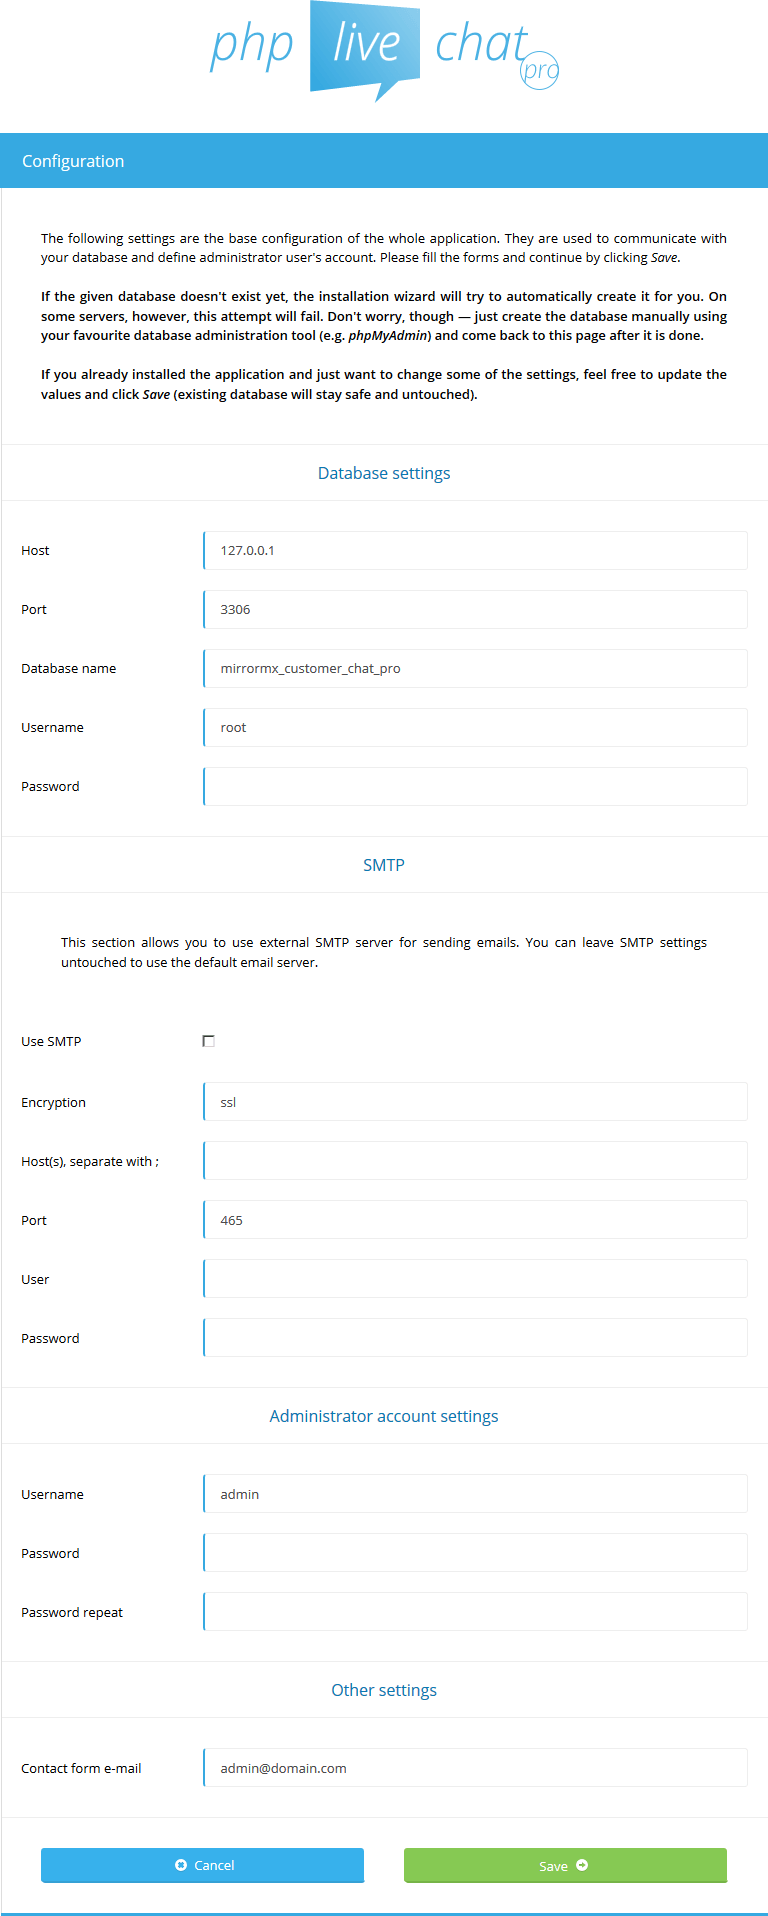 php live chat pro
Configuration
The following settings are the base configuration of the whole application. They are used to communicate with
your database and define administrator user's account. Please fill the forms and continue by clicking Save.
If the given database doesn't exist yet, the installation wizard will try to automatically create it for you. On
some servers, however, this attempt will fail. Don't worry, though — just create the database manually using
your favourite database administration tool (e.g. phpMyAdmin) and come back to this page after it is done.
If you already installed the application and just want to change some of the settings, feel free to update the
values and click Save (existing database will stay safe and untouched).
Database settings
Host 127.0.0.1
Port 3306
Database name mirrormx_customer_chat_pro
Username root
Password
SMTP
This section allows you to use external SMTP server for sending emails. You can leave SMTP settings
untouched to use the default email server.
Use SMTP
Encryption ssl
Host(s), separate with ;
Port 465
User
Password
Administrator account settings
Username admin
Password
Password repeat
Other settings
Contact form e-mail admin@domain.com
Cancel Save